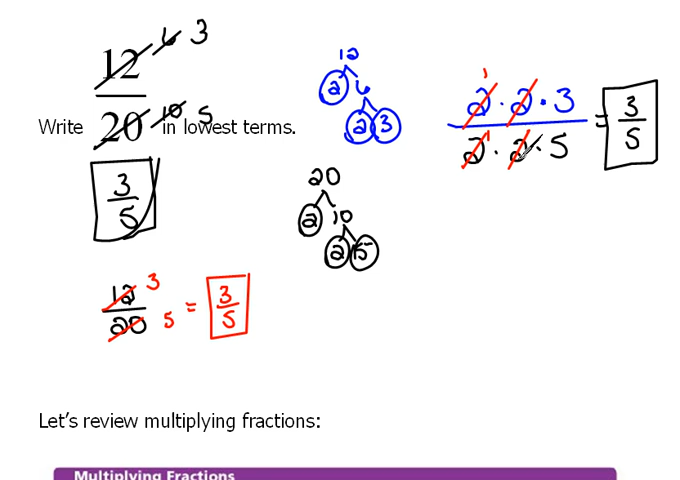 12 6 3
Write 20 10 5 in lowest terms.
3
5
12
2 6
2 3
20
2 10
2 5
1
2 · 2 · 3
2 · 2 · 5
=
3
5
12 3
20 5
=
3
5
Let's review multiplying fractions:
Multiplying Fractions